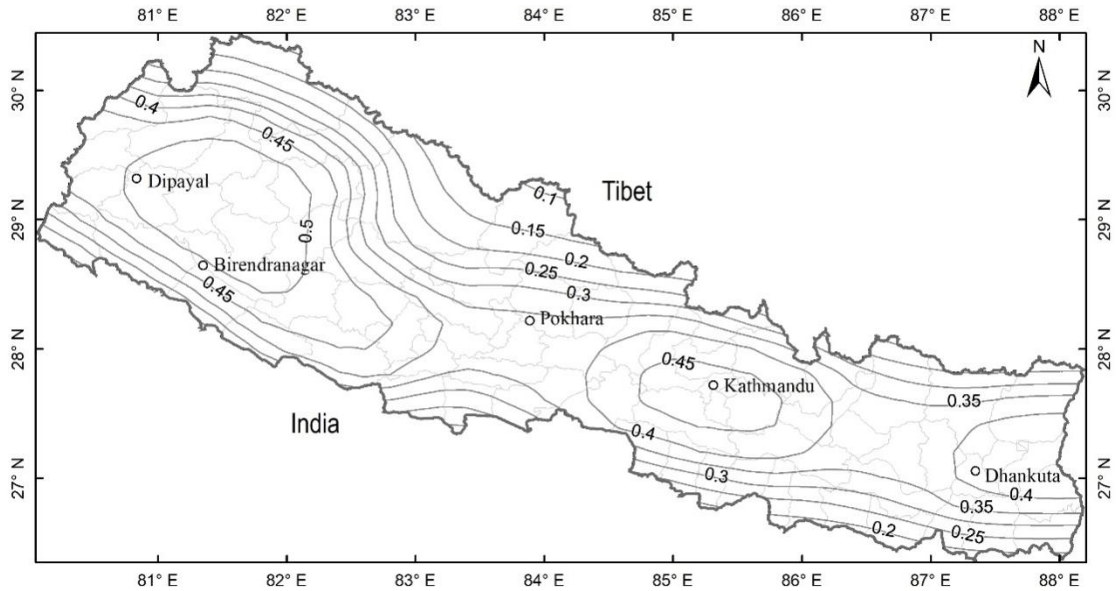 81° E 82° E 83° E 84° E 85° E 86° E 87° E 88° E
N
30° N
30° N
0.4
0.45
Dipayal
Tibet
0.1
0.15
29° N
29° N
0.5
0.2
Birendranagar
0.25
0.45
0.3
Pokhara
28° N
28° N
0.45
Kathmandu
0.35
India
0.4
Dhankuta
27° N
27° N
0.3
0.4
0.35
0.2
0.25
81° E 82° E 83° E 84° E 85° E 86° E 87° E 88° E